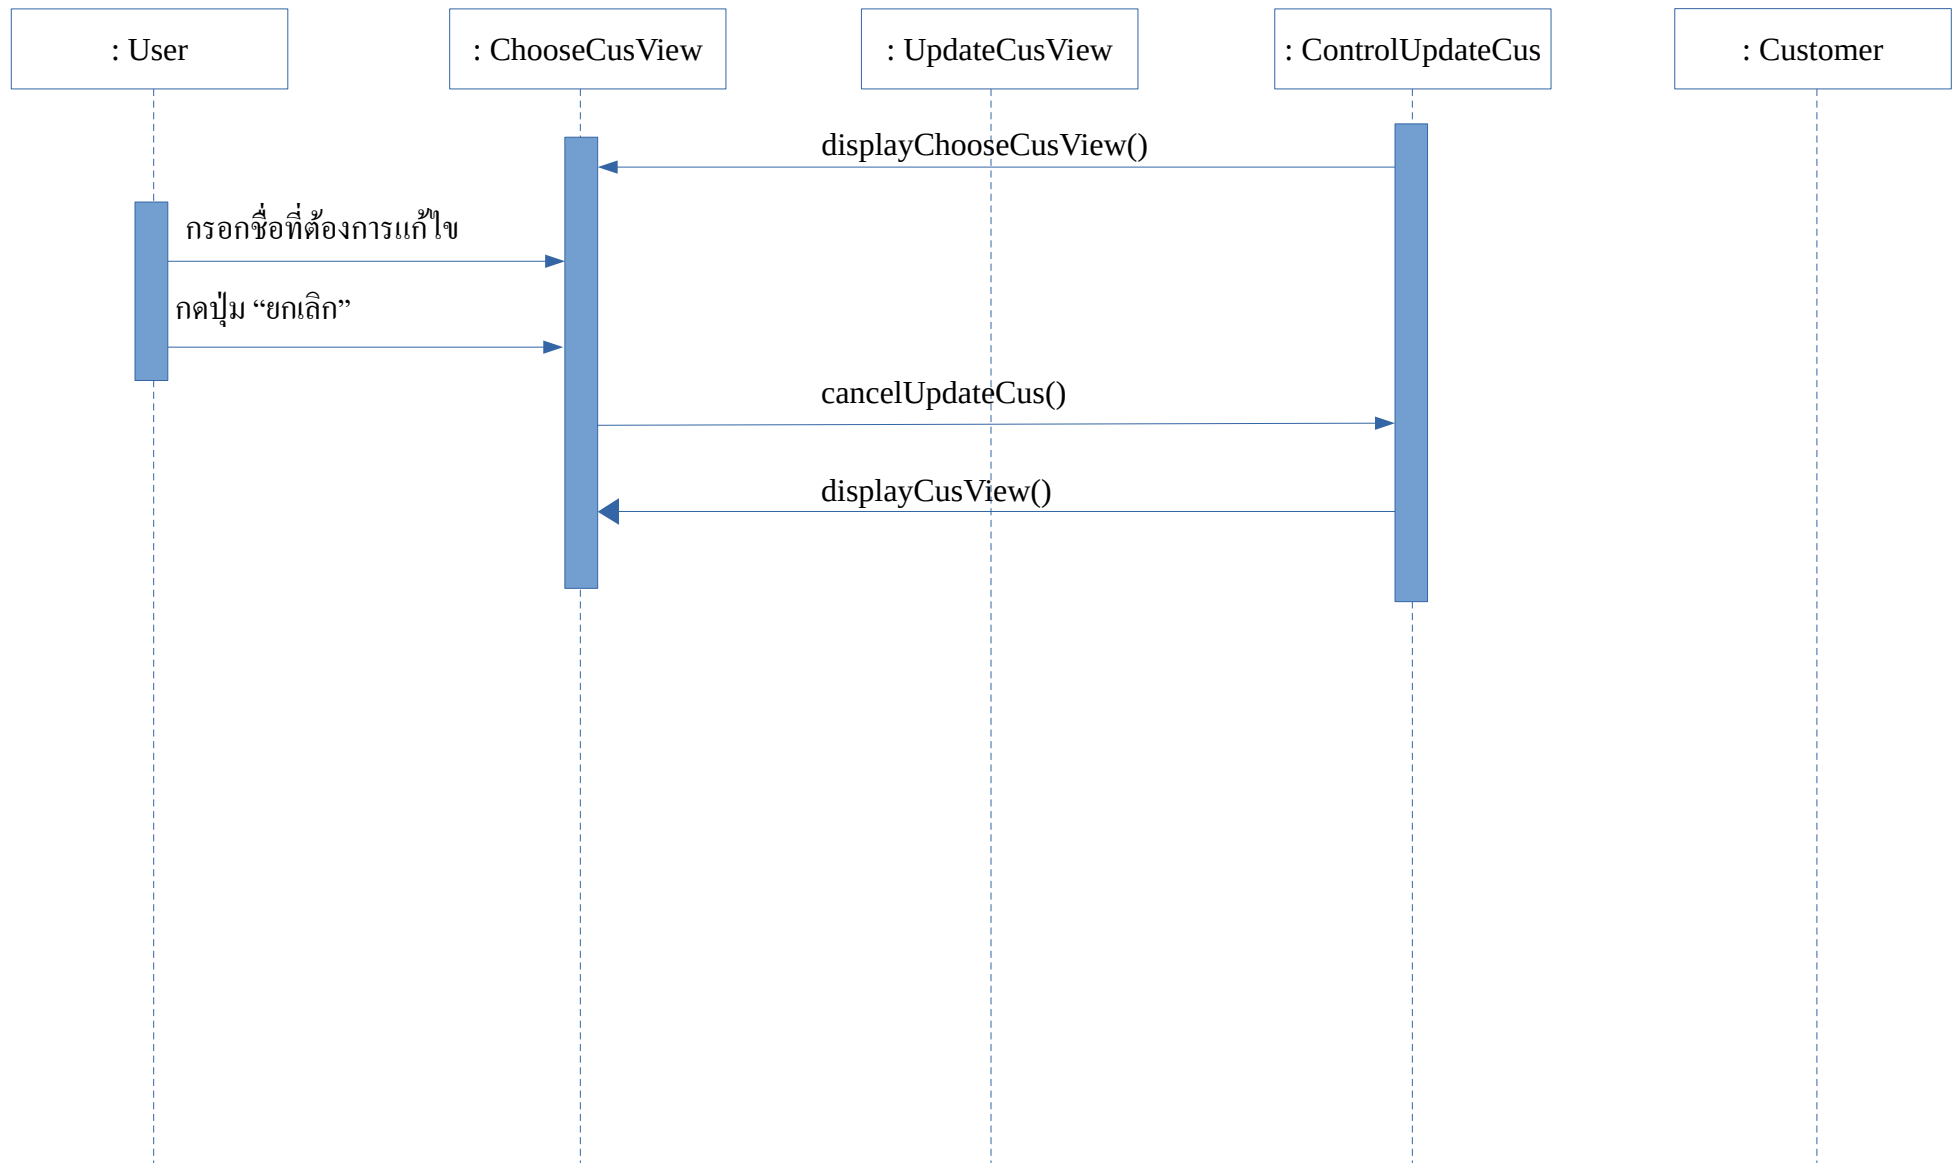 : User
: ChooseCusView
: UpdateCusView
: ControlUpdateCus
: Customer
displayChooseCusView()
กรอกชื่อที่ต้องการแก้ไข
กดปุ่ม “ยกเลิก”
cancelUpdateCus()
displayCusView()